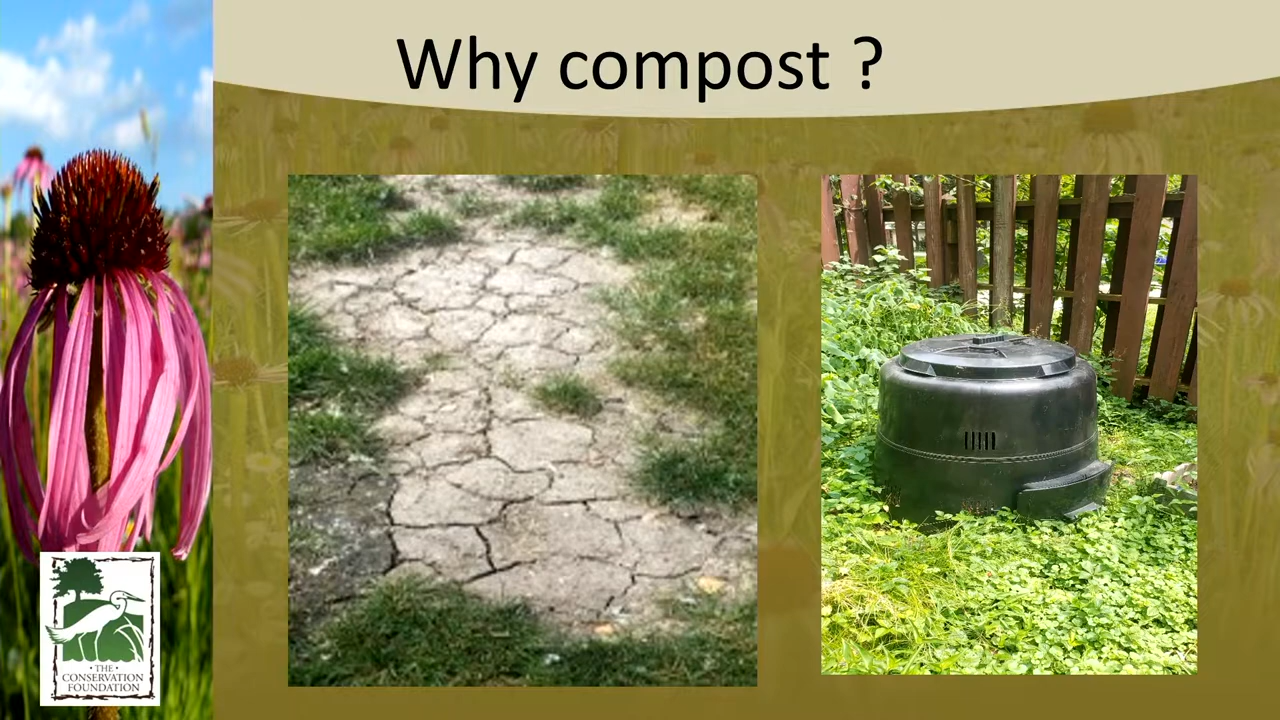 Why compost ?
· THE ·
CONSERVATION
FOUNDATION